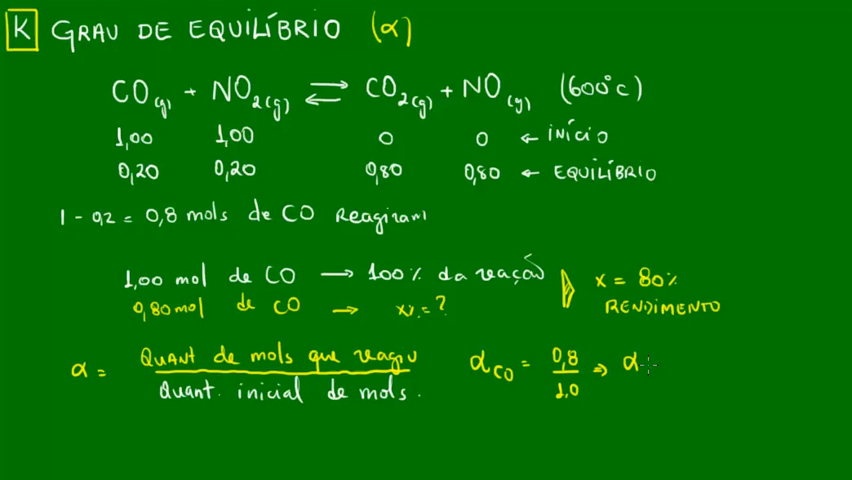 K GRAU DE EQUILÍBRIO (α)
CO(g) + NO2(g) ⇌ CO2(g) + NO(g) (600°C)
1,00 1,00 0 0 ← INÍCIO
0,20 0,20 0,80 0,80 ← EQUILÍBRIO
1 - 0,2 = 0,8 mols de CO Reagiram
1,00 mol de CO → 100% da reação
0,80 mol de CO → x% = ?
x = 80%
RENDIMENTO
α = Quant de mols que reagiu
Quant. inicial de mols.
αCO = 0,8 / 1,0 ⇒ α